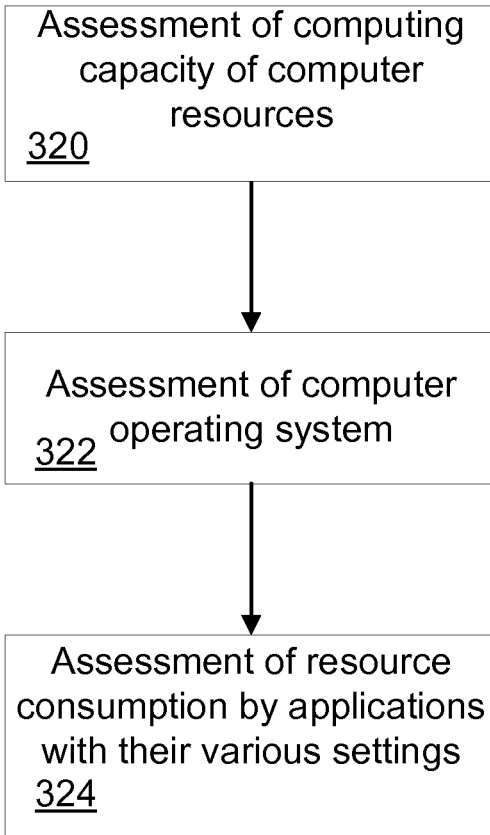 Assessment of computing
capacity of computer
resources
320
Assessment of computer
operating system
322
Assessment of resource
consumption by applications
with their various settings
324